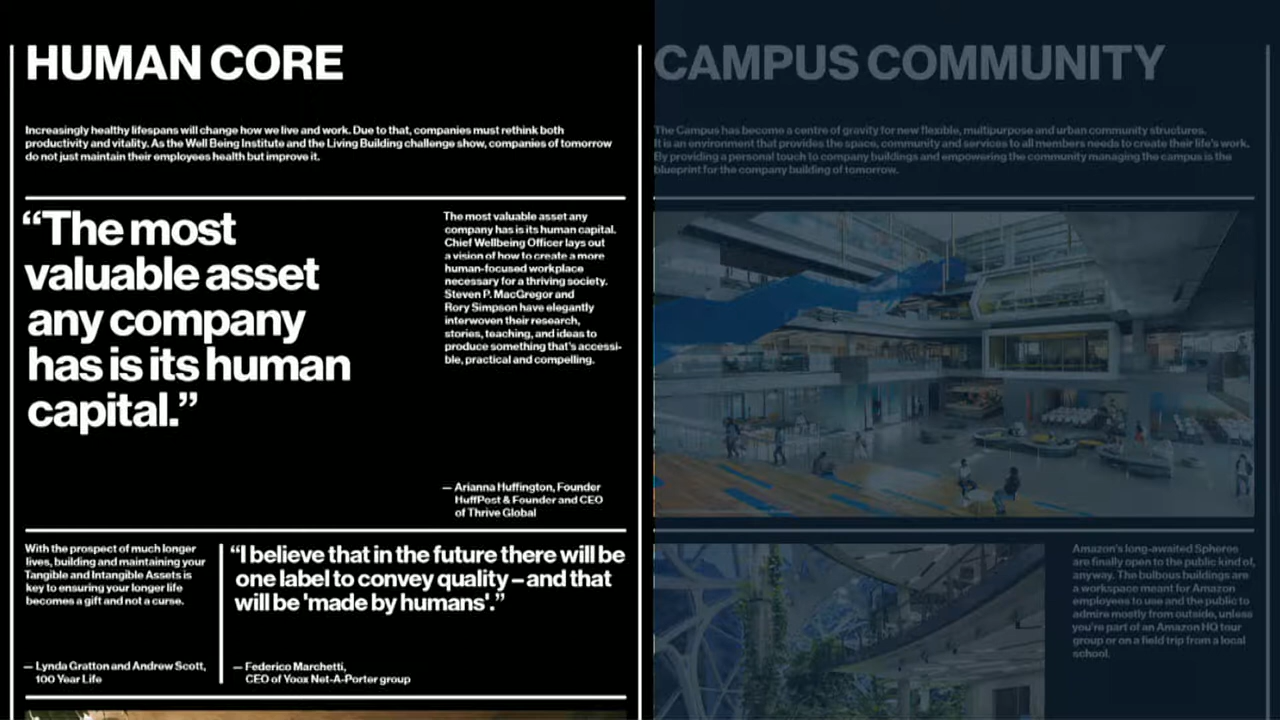 HUMAN CORE
Increasingly healthy lifespans will change how we live and work. Due to that, companies must rethink both
productivity and vitality. As the Well Being Institute and the Living Building challenge show, companies of tomorrow
do not just maintain their employees health but improve it.
“The most
valuable asset
any company
has is its human
capital.”
The most valuable asset any
company has is its human capital.
Chief Wellbeing Officer lays out
a vision of how to create a more
human-focused workplace
necessary for a thriving society.
Steven P. MacGregor and
Rory Simpson have elegantly
interwoven their research,
stories, teaching, and ideas to
produce something that's accessi-
ble, practical and compelling.
— Arianna Huffington, Founder
HuffPost & Founder and CEO
of Thrive Global
With the prospect of much longer
lives, building and maintaining your
Tangible and Intangible Assets is
key to ensuring your longer life
becomes a gift and not a curse.
— Lynda Gratton and Andrew Scott,
100 Year Life
“I believe that in the future there will be
one label to convey quality – and that
will be 'made by humans'.”
— Federico Marchetti,
CEO of Yoox Net-A-Porter group
CAMPUS COMMUNITY
The Campus has become a centre of gravity for new flexible, multipurpose and urban community structures.
It is an environment that provides the space, community and services to all members needs to create their life's work.
By providing a personal touch to company buildings and empowering the community managing the campus is the
blueprint for the company building of tomorrow.
Amazon's long-awaited Spheres
are finally open to the public kind of,
anyway. The bulbous buildings are
a workspace meant for Amazon
employees to use and the public to
admire mostly from outside, unless
you're part of an Amazon HQ tour
group or on a field trip from a local
school.